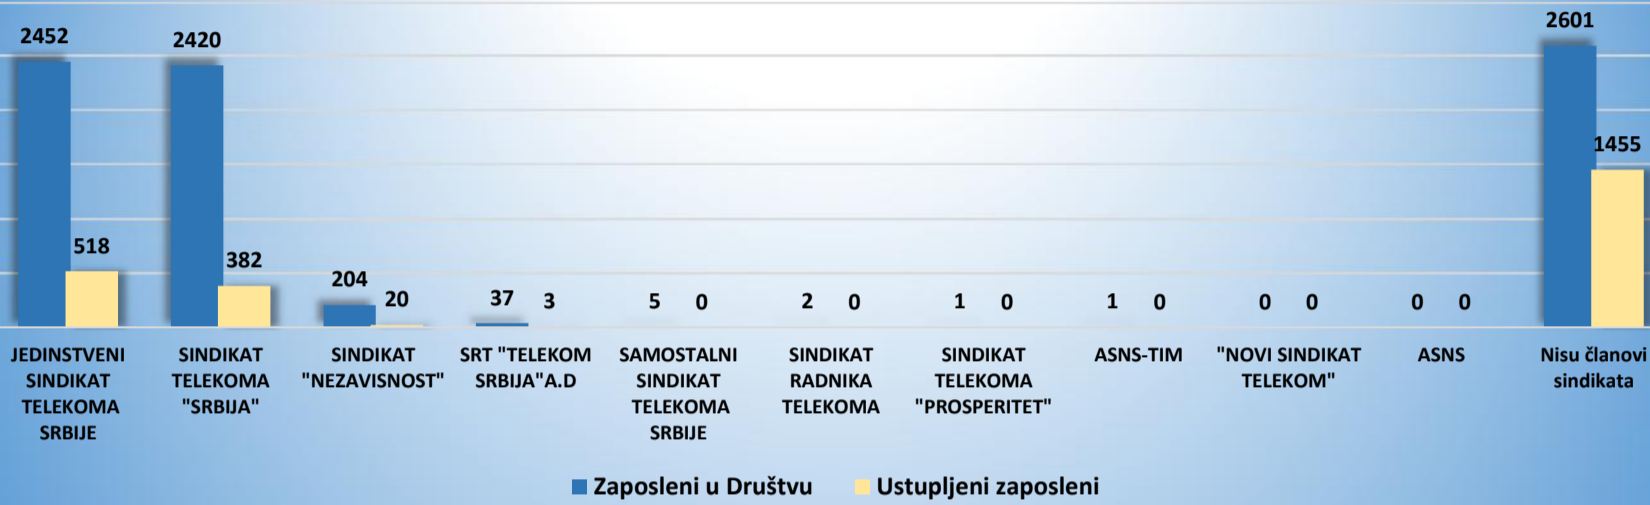 2452
518
2420
382
204
20
37
3
5
0
2
0
1
0
1
0
0
0
0
0
2601
1455
JEDINSTVENI
SINDIKAT
TELEKOMA
SRBIJE
SINDIKAT
TELEKOMA
"SRBIJA"
SINDIKAT
"NEZAVISNOST"
SRT "TELEKOM
SRBIJA"A.D
SAMOSTALNI
SINDIKAT
TELEKOMA
SRBIJE
SINDIKAT
RADNIKA
TELEKOMA
SINDIKAT
TELEKOMA
"PROSPERITET"
ASNS-TIM
"NOVI SINDIKAT
TELEKOM"
ASNS
Nisu članovi
sindikata
Zaposleni u Društvu
Ustupljeni zaposleni